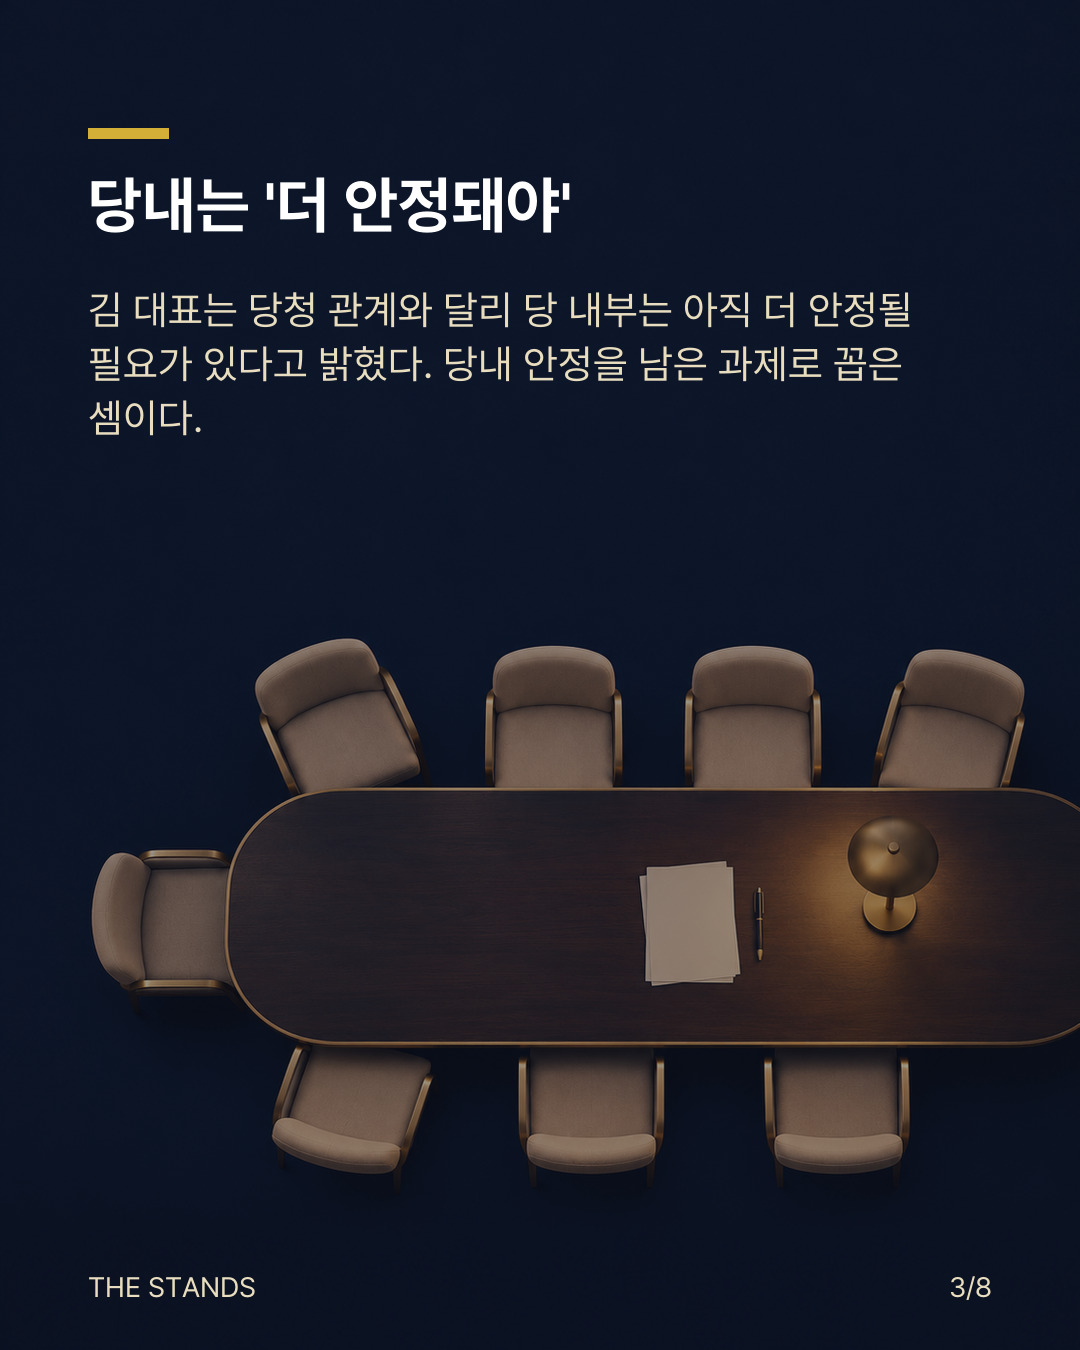 당내는 '더 안정돼야'
김 대표는 당청 관계와 달리 당 내부는 아직 더 안정될
필요가 있다고 밝혔다. 당내 안정을 남은 과제로 꼽은
셈이다.
THE STANDS
3/8